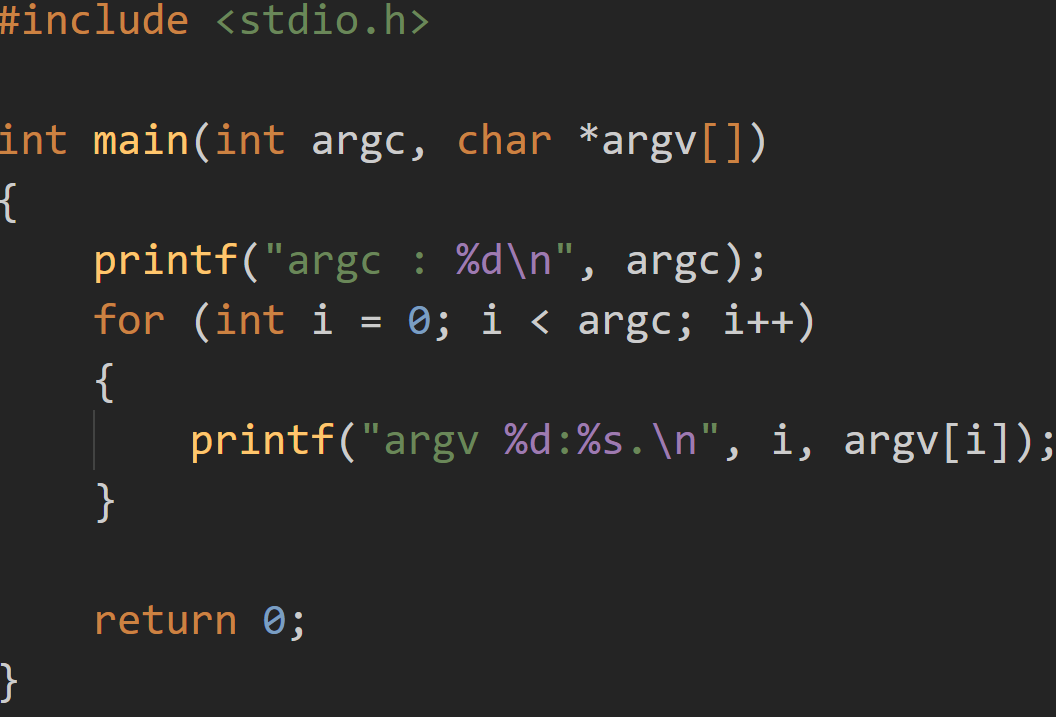 #include <stdio.h>
int main(int argc, char *argv[])
{
    printf("argc : %d\n", argc);
    for (int i = 0; i < argc; i++)
    {
        printf("argv %d:%s.\n", i, argv[i]);
    }
    return 0;
}